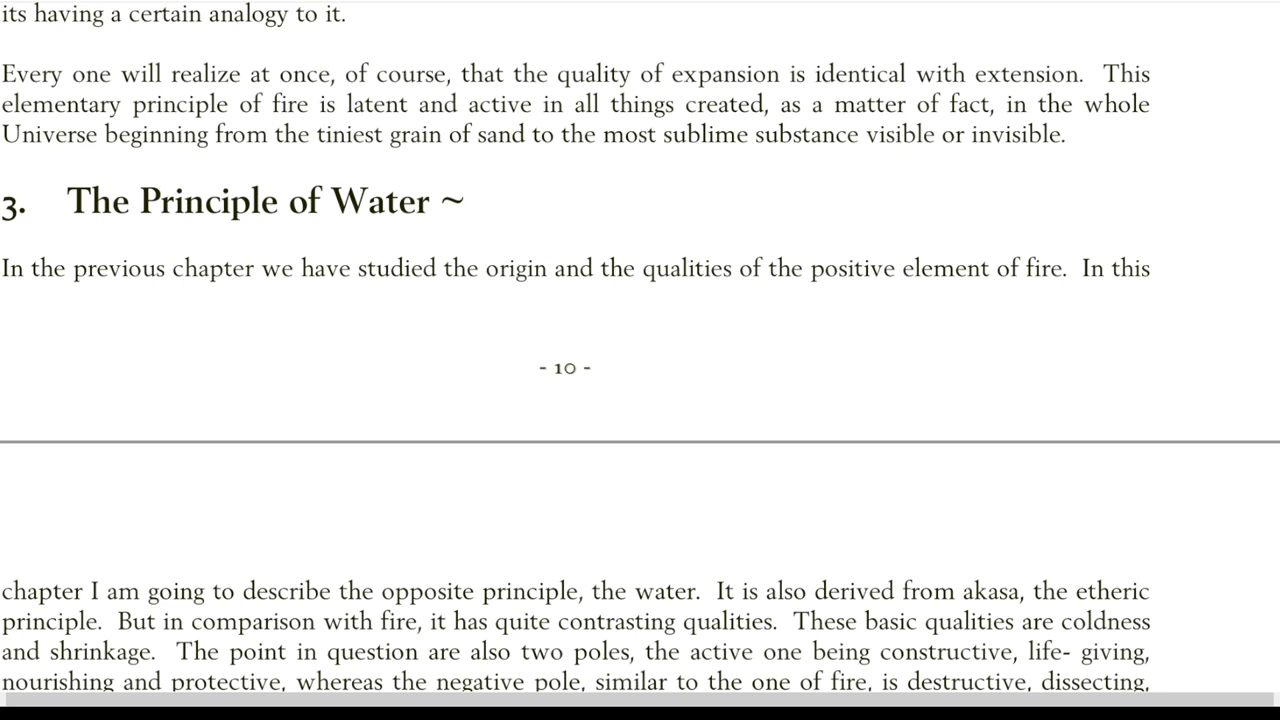 its having a certain analogy to it.
Every one will realize at once, of course, that the quality of expansion is identical with extension. This
elementary principle of fire is latent and active in all things created, as a matter of fact, in the whole
Universe beginning from the tiniest grain of sand to the most sublime substance visible or invisible.
3. The Principle of Water ~
In the previous chapter we have studied the origin and the qualities of the positive element of fire. In this
- 10 -
chapter I am going to describe the opposite principle, the water. It is also derived from akasa, the etheric
principle. But in comparison with fire, it has quite contrasting qualities. These basic qualities are coldness
and shrinkage. The point in question are also two poles, the active one being constructive, life- giving,
nourishing and protective, whereas the negative pole, similar to the one of fire, is destructive, dissecting,